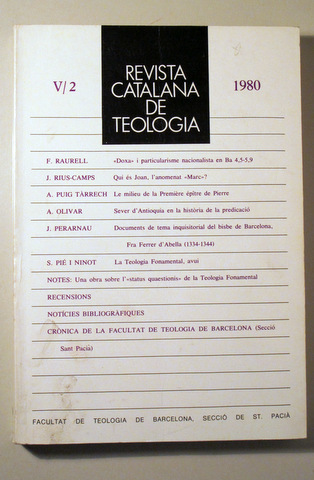 V/2
REVISTA
CATALANA
DE
TEOLOGIA
1980
F. RAURELL «Doxa» i particularisme nacionalista en Ba 4,5-5,9
J. RIUS-CAMPS Qui és Joan, l'anomenat «Marc»?
A. PUIG TÀRRECH Le milieu de la Première épître de Pierre
A. OLIVAR Sever d'Antioquia en la història de la predicació
J. PERARNAU Documents de tema inquisitorial del bisbe de Barcelona,
Fra Ferrer d'Abella (1334-1344)
S. PIÉ I NINOT La Teologia Fonamental, avui
NOTES: Una obra sobre l'«status quaestionis» de la Teologia Fonamental
RECENSIONS
NOTÍCIES BIBLIOGRÀFIQUES
CRÒNICA DE LA FACULTAT DE TEOLOGIA DE BARCELONA (Secció
Sant Pacià)
FACULTAT DE TEOLOGIA DE BARCELONA, SECCIÓ DE ST. PACIÀ